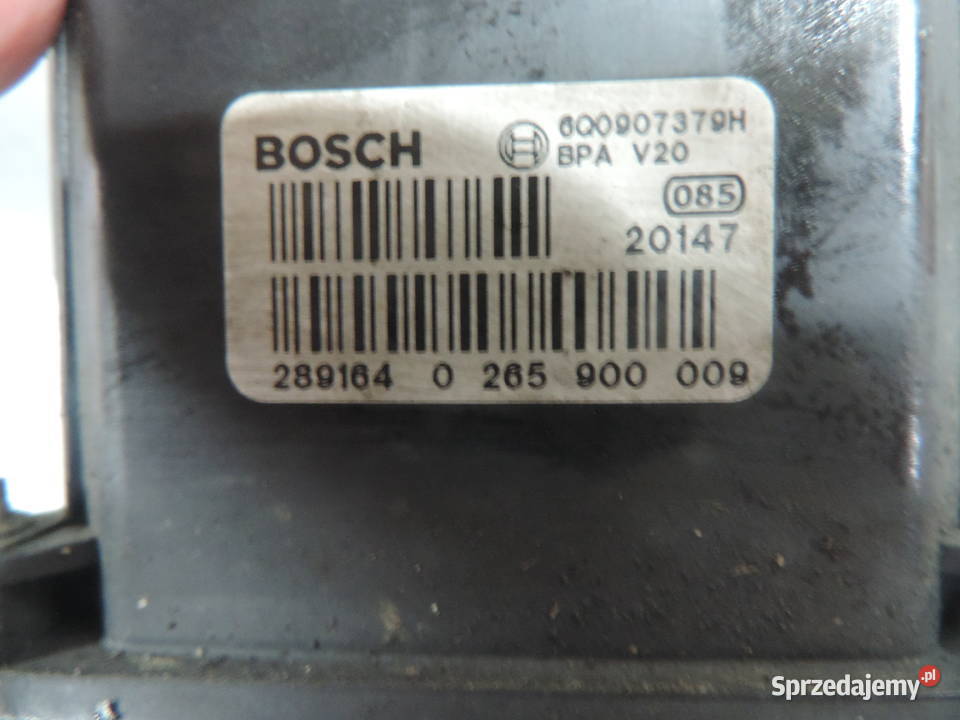 BOSCH
6Q0907379H
BPA V20
085
20147
289164 0 265 900 009
Sprzedajemy.pl